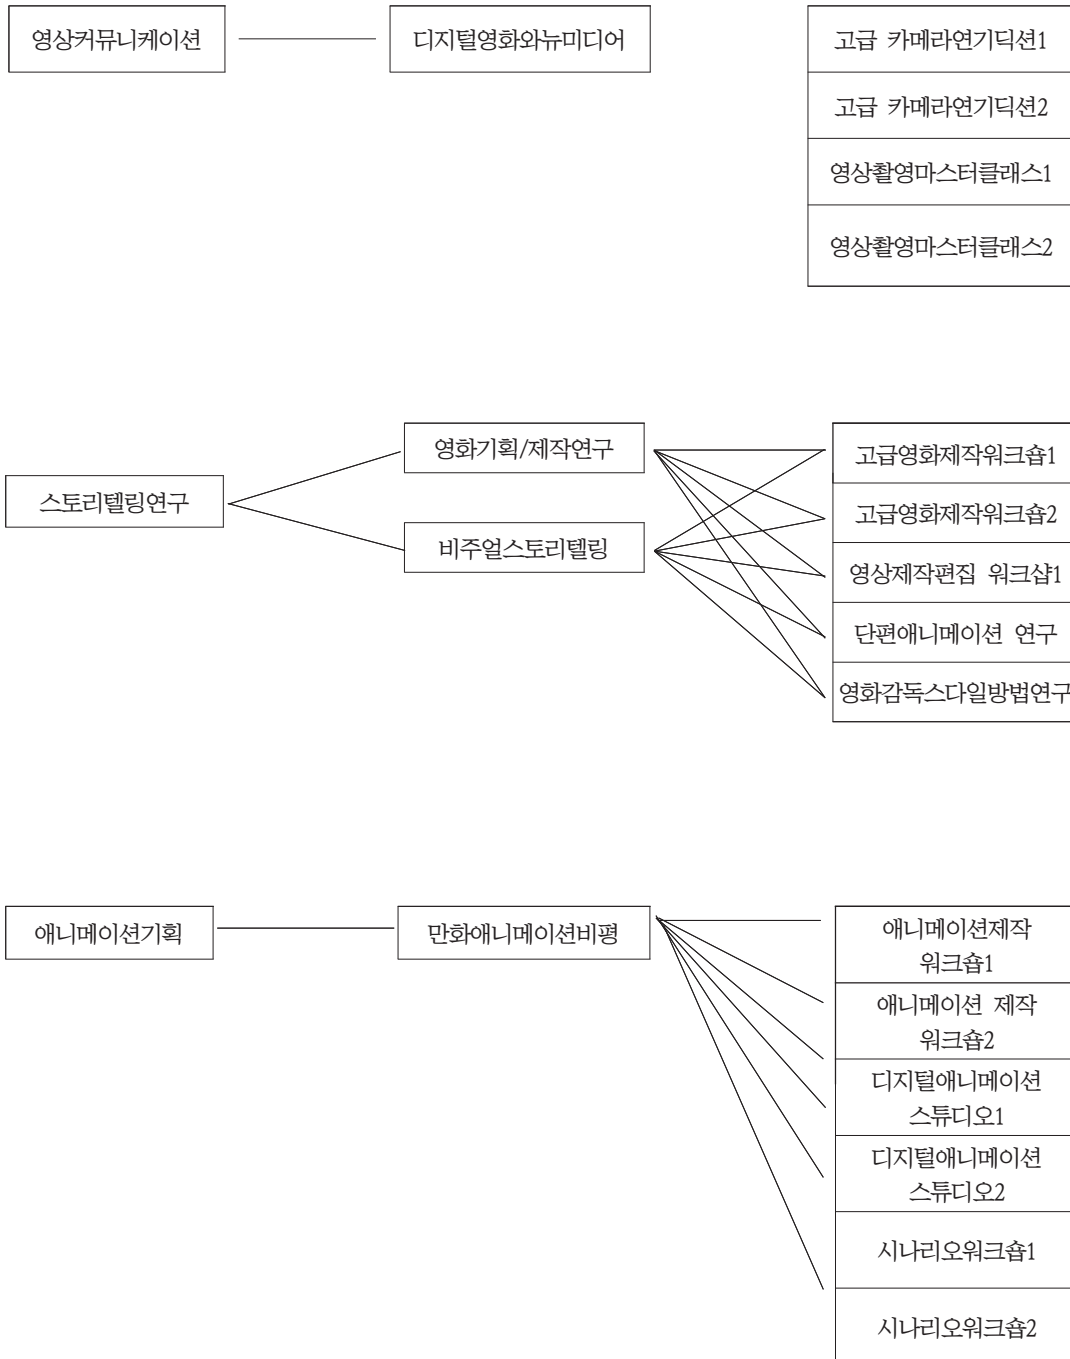 영상커뮤니케이션
디지털영화와뉴미디어
고급 카메라연기딕션1
고급 카메라연기딕션2
영상촬영마스터클래스1
영상촬영마스터클래스2
스토리텔링연구
영화기획/제작연구
비주얼스토리텔링
고급영화제작워크숍1
고급영화제작워크숍2
영상제작편집 워크샵1
단편애니메이션 연구
영화감독스다일방법연구
애니메이션기획
만화애니메이션비평
애니메이션제작
워크숍1
애니메이션 제작
워크숍2
디지털애니메이션
스튜디오1
디지털애니메이션
스튜디오2
시나리오워크숍1
시나리오워크숍2